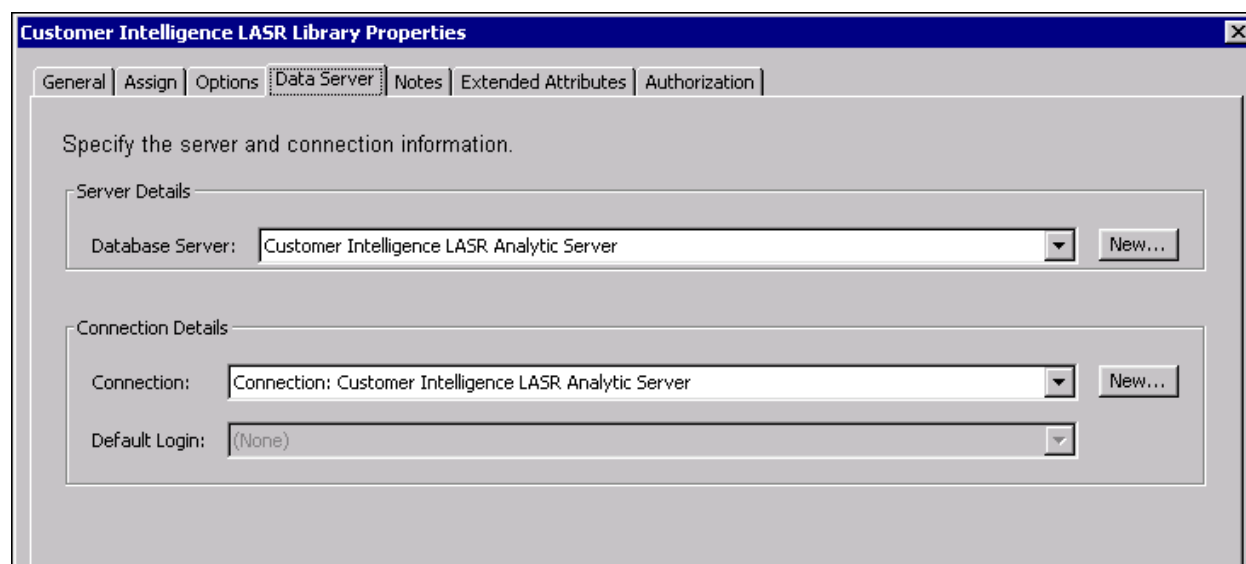 Customer Intelligence LASR Library Properties
General Assign Options Data Server Notes Extended Attributes Authorization
Specify the server and connection information.
Server Details
Database Server: Customer Intelligence LASR Analytic Server New...
Connection Details
Connection: Connection: Customer Intelligence LASR Analytic Server New...
Default Login: (None)